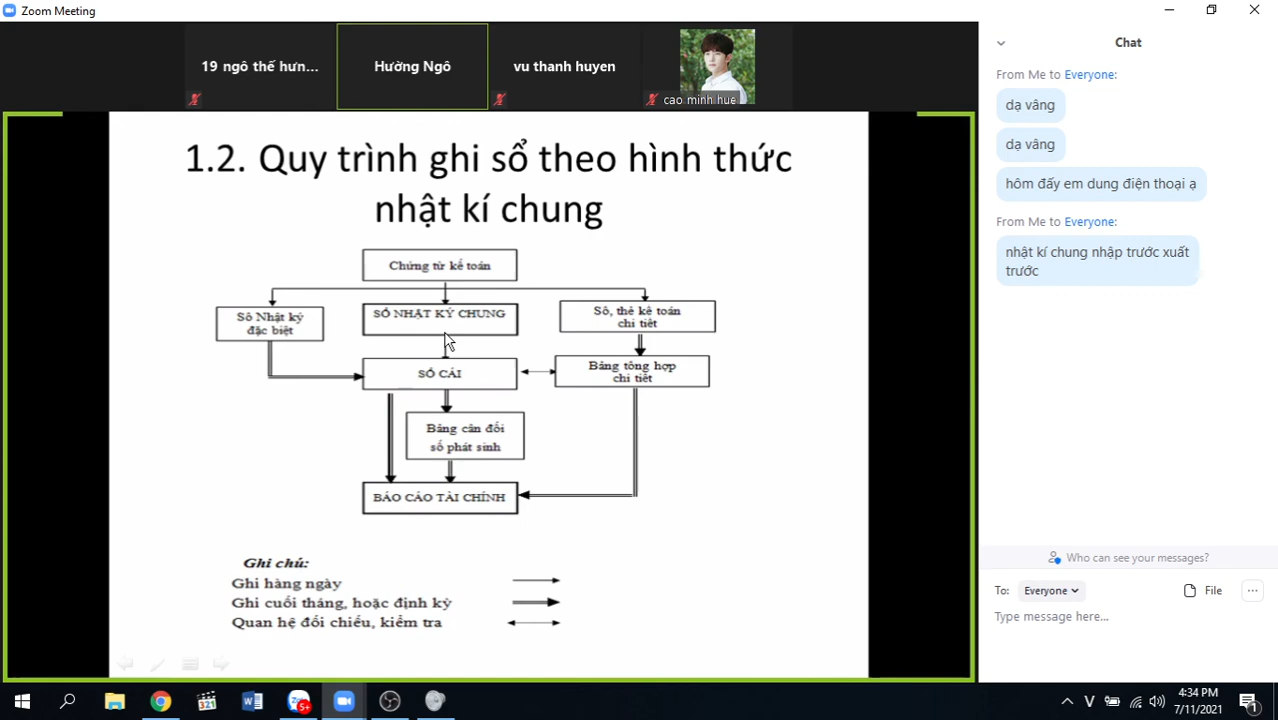 Zoom Meeting
19 ngô thế hưn...
Hường Ngô
vu thanh huyen
cao minh hue
1.2. Quy trình ghi sổ theo hình thức
nhật kí chung
Chứng từ kế toán
Sổ Nhật ký
đặc biệt
SỔ NHẬT KÝ CHUNG
Sổ, thẻ kế toán
chi tiết
SỔ CÁI
Bảng tổng hợp
chi tiết
Bảng cân đối
số phát sinh
BÁO CÁO TÀI CHÍNH
Ghi chú:
Ghi hàng ngày
Ghi cuối tháng, hoặc định kỳ
Quan hệ đối chiếu, kiểm tra
Chat
From Me to Everyone:
dạ vâng
dạ vâng
hôm đấy em dung điện thoại ạ
From Me to Everyone:
nhật kí chung nhập trước xuất
trước
Who can see your messages?
To: Everyone
File
Type message here...
5+
V
4:34 PM
7/11/2021
1